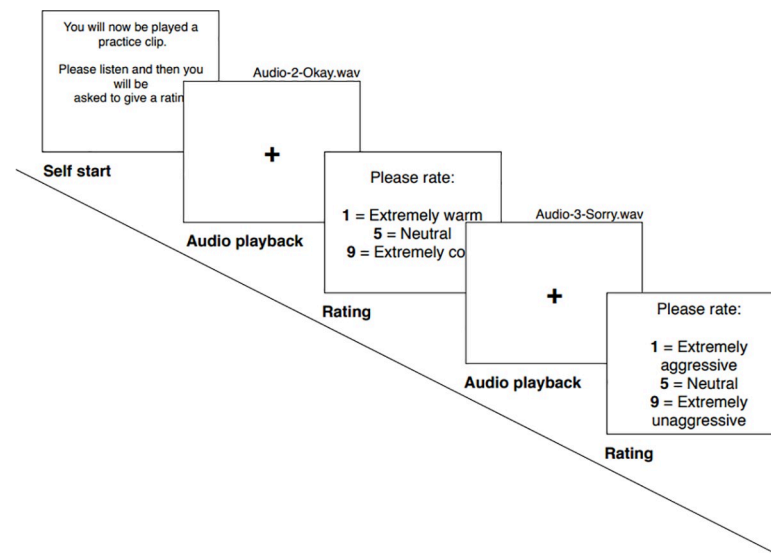 You will now be played a
practice clip.
Please listen and then you
will be
asked to give a ratin
Self start
Audio-2-Okay.wav
+
Audio playback
Please rate:
1 = Extremely warm
5 = Neutral
9 = Extremely co
Rating
Audio-3-Sorry.wav
+
Audio playback
Please rate:
1 = Extremely
aggressive
5 = Neutral
9 = Extremely
unaggressive
Rating